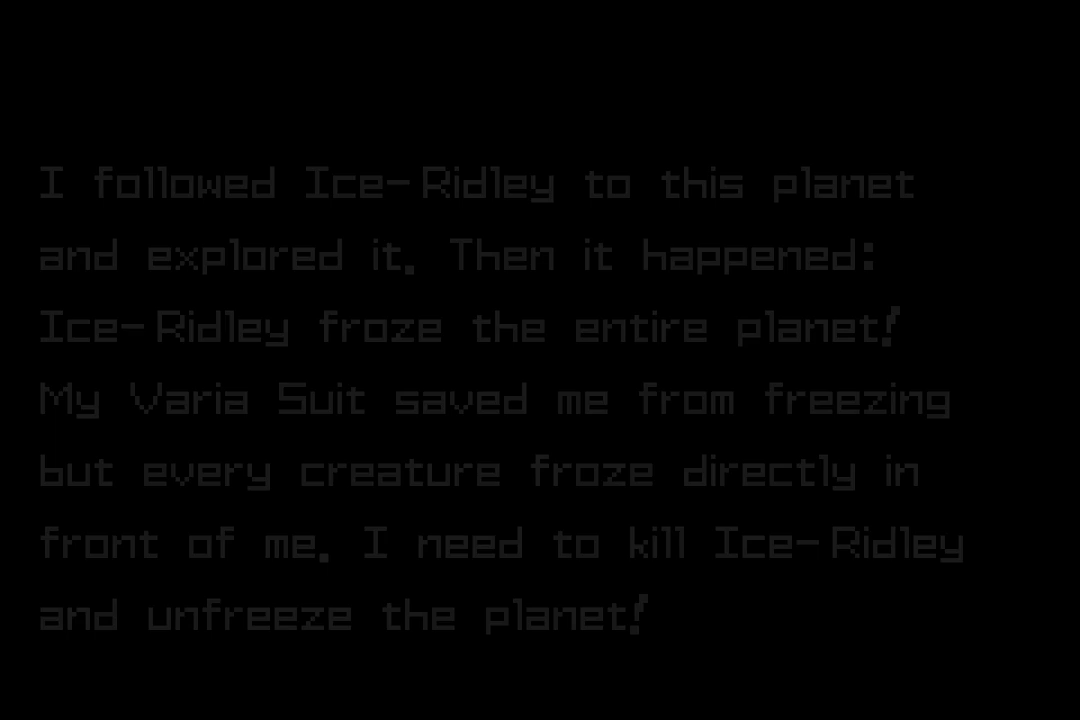 I followed Ice-Ridley to this planet
and explored it. Then it happened:
Ice-Ridley froze the entire planet!
My Varia Suit saved me from freezing
but every creature froze directly in
front of me. I need to kill Ice-Ridley
and unfreeze the planet!